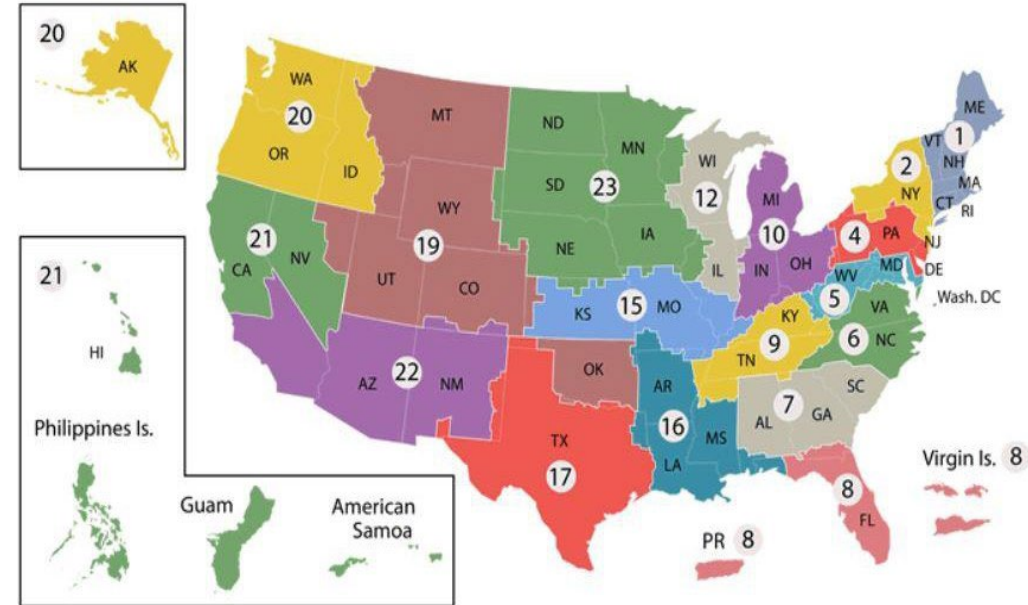 20
AK
WA
20
OR
ID
MT
ND
MN
SD
23
WI
12
MI
10
ME
1
VT
NH
MA
CT
RI
2
NY
4
PA
NJ
DE
MD
WV
5
Wash. DC
WY
19
UT
CO
NE
IA
IL
IN
OH
21
CA
NV
KS
15
MO
KY
9
TN
VA
6
NC
SC
AZ
22
NM
OK
AR
16
LA
MS
AL
7
GA
TX
17
8
FL
Virgin Is. 8
PR 8
21
HI
Philippines Is.
Guam
American
Samoa